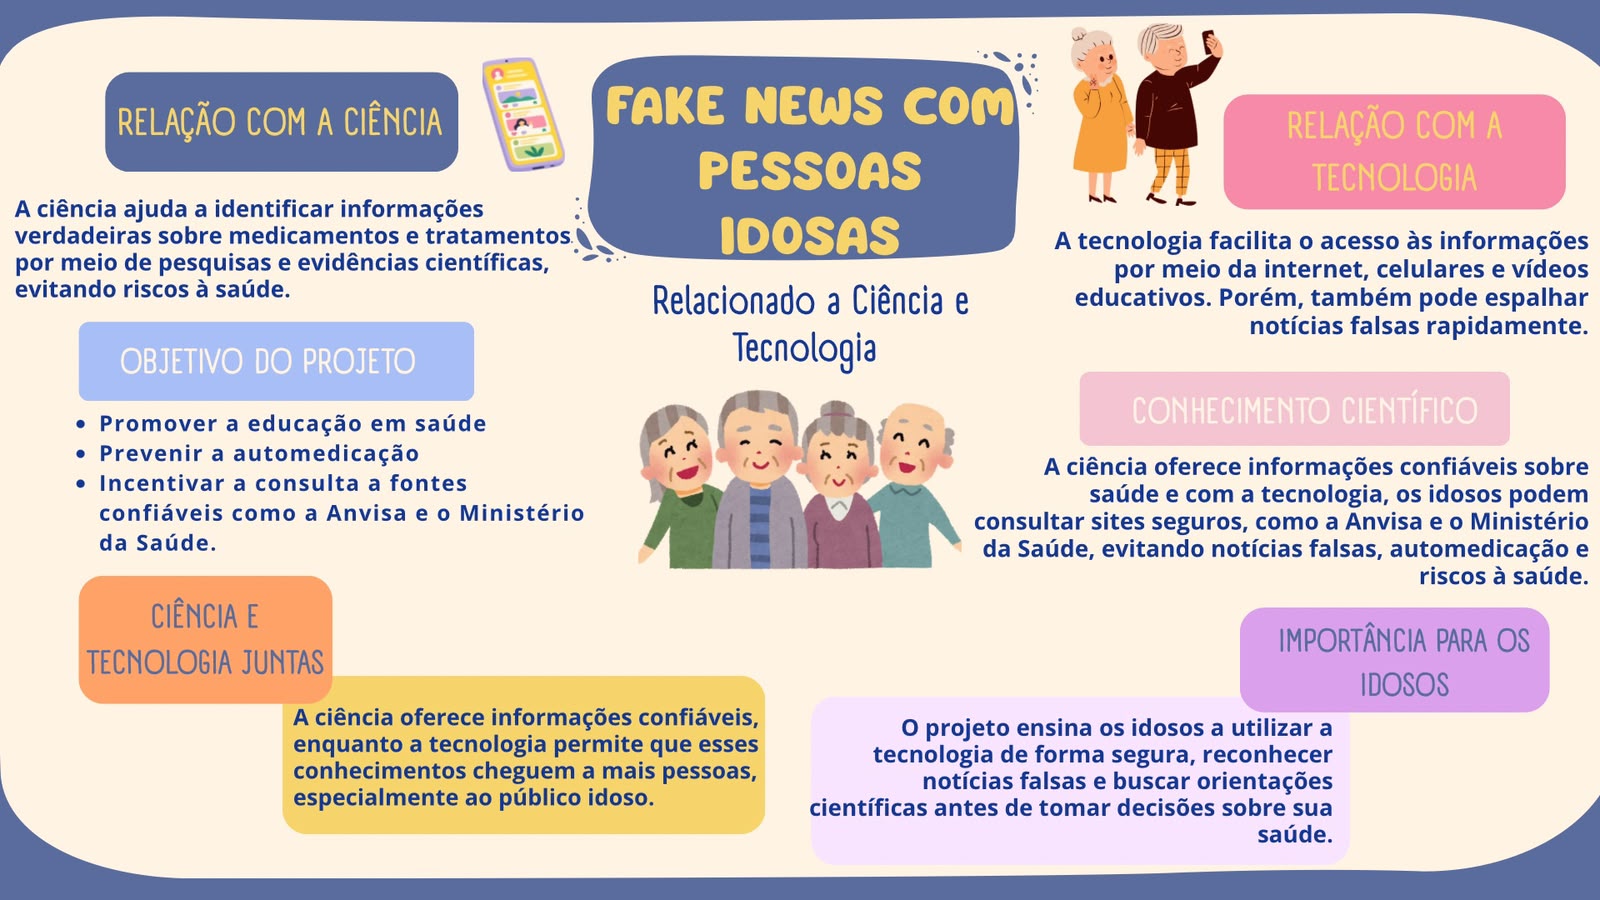 FAKE NEWS COM
PESSOAS
IDOSAS
Relacionado a Ciência e
Tecnologia
RELAÇÃO COM A CIÊNCIA
A ciência ajuda a identificar informações
verdadeiras sobre medicamentos e tratamentos
por meio de pesquisas e evidências científicas,
evitando riscos à saúde.
OBJETIVO DO PROJETO
• Promover a educação em saúde
• Prevenir a automedicação
• Incentivar a consulta a fontes
confiáveis como a Anvisa e o Ministério
da Saúde.
CIÊNCIA E
TECNOLOGIA JUNTAS
A ciência oferece informações confiáveis,
enquanto a tecnologia permite que esses
conhecimentos cheguem a mais pessoas,
especialmente ao público idoso.
RELAÇÃO COM A
TECNOLOGIA
A tecnologia facilita o acesso às informações
por meio da internet, celulares e vídeos
educativos. Porém, também pode espalhar
notícias falsas rapidamente.
CONHECIMENTO CIENTÍFICO
A ciência oferece informações confiáveis sobre
saúde e com a tecnologia, os idosos podem
consultar sites seguros, como a Anvisa e o Ministério
da Saúde, evitando notícias falsas, automedicação e
riscos à saúde.
IMPORTÂNCIA PARA OS
IDOSOS
O projeto ensina os idosos a utilizar a
tecnologia de forma segura, reconhecer
notícias falsas e buscar orientações
científicas antes de tomar decisões sobre sua
saúde.